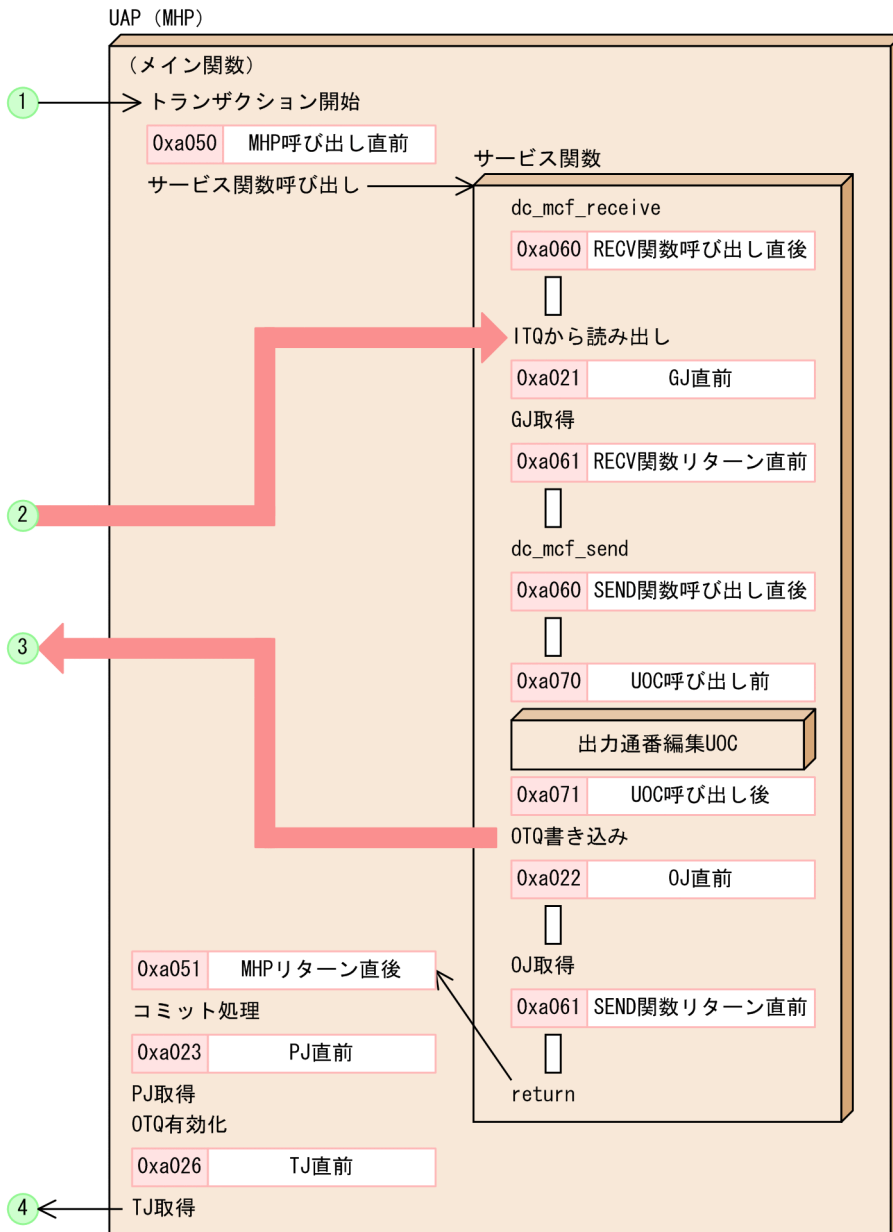 UAP (MHP)
(メイン関数)
1
トランザクション開始
0xa050 MHP呼び出し直前
サービス関数呼び出し
サービス関数
dc_mcf_receive
0xa060 RECV関数呼び出し直後
ITQから読み出し
0xa021 GJ直前
GJ取得
0xa061 RECV関数リターン直前
2
dc_mcf_send
0xa060 SEND関数呼び出し直後
3
0xa070 UOC呼び出し前
出力通番編集UOC
0xa071 UOC呼び出し後
OTQ書き込み
0xa022 OJ直前
OJ取得
0xa061 SEND関数リターン直前
return
0xa051 MHPリターン直後
コミット処理
0xa023 PJ直前
PJ取得
OTQ有効化
0xa026 TJ直前
4
TJ取得